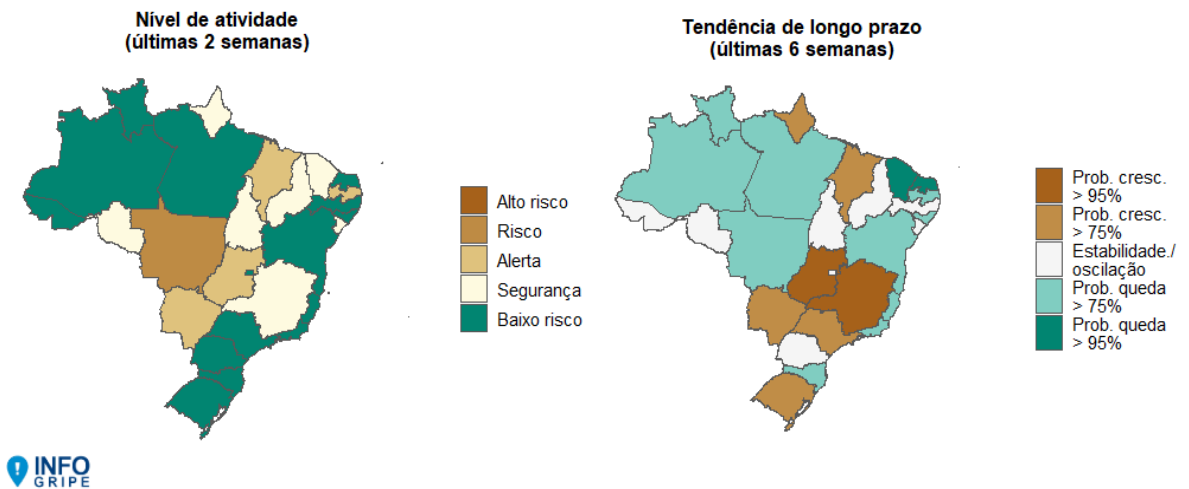 Nível de atividade
(últimas 2 semanas)
Alto risco
Risco
Alerta
Segurança
Baixo risco
Tendência de longo prazo
(últimas 6 semanas)
Prob. cresc.
> 95%
Prob. cresc.
> 75%
Estabilidade./
oscilação
Prob. queda
> 75%
Prob. queda
> 95%
INFO
GRIPE